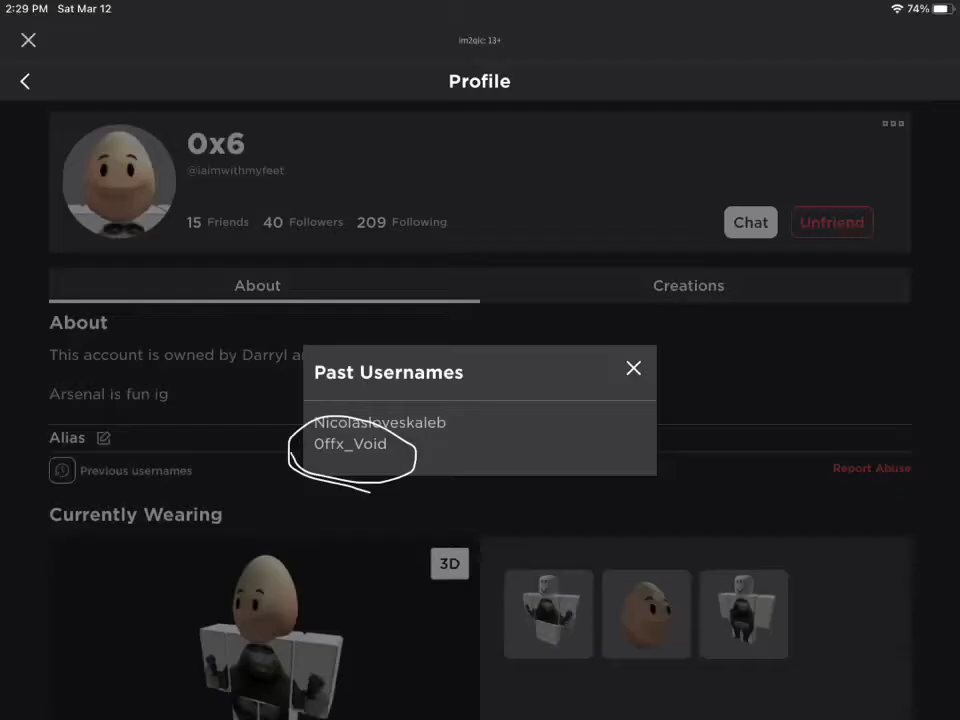 2:29 PM Sat Mar 12 74%
im2qic: 13+
Profile
0x6
@iaimwithmyfeet
15 Friends 40 Followers 209 Following
Chat Unfriend
About Creations
About
This account is owned by Darryl
Arsenal is fun ig
Past Usernames
Nicolasloveskaleb
0ffx_Void
Alias
Previous usernames
Report Abuse
Currently Wearing
3D